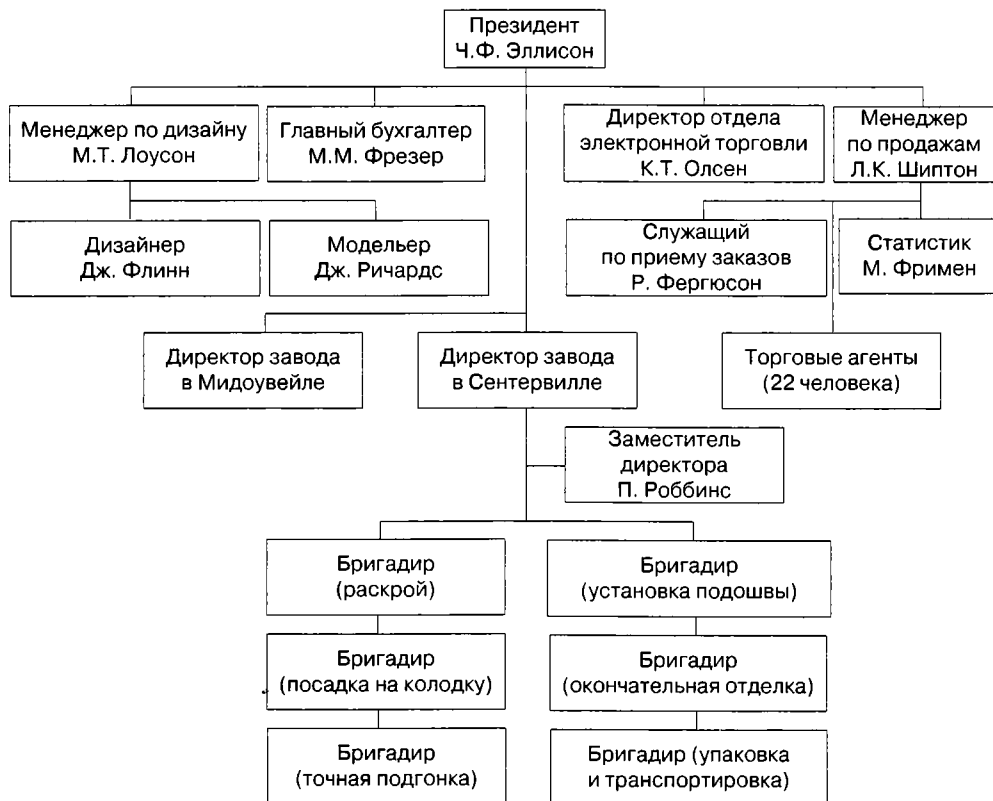 Президент
Ч.Ф. Эллисон
Менеджер по дизайну
М.Т. Лоусон
Главный бухгалтер
М.М. Фрезер
Директор отдела
электронной торговли
К.Т. Олсен
Менеджер
по продажам
Л.К. Шиптон
Дизайнер
Дж. Флинн
Модельер
Дж. Ричардс
Служащий
по приему заказов
Р. Фергюсон
Статистик
М. Фримен
Директор завода
в Мидоувейле
Директор завода
в Сентервилле
Торговые агенты
(22 человека)
Заместитель
директора
П. Роббинс
Бригадир
(раскрой)
Бригадир
(установка подошвы)
Бригадир
(посадка на колодку)
Бригадир
(окончательная отделка)
Бригадир
(точная подгонка)
Бригадир (упаковка
и транспортировка)